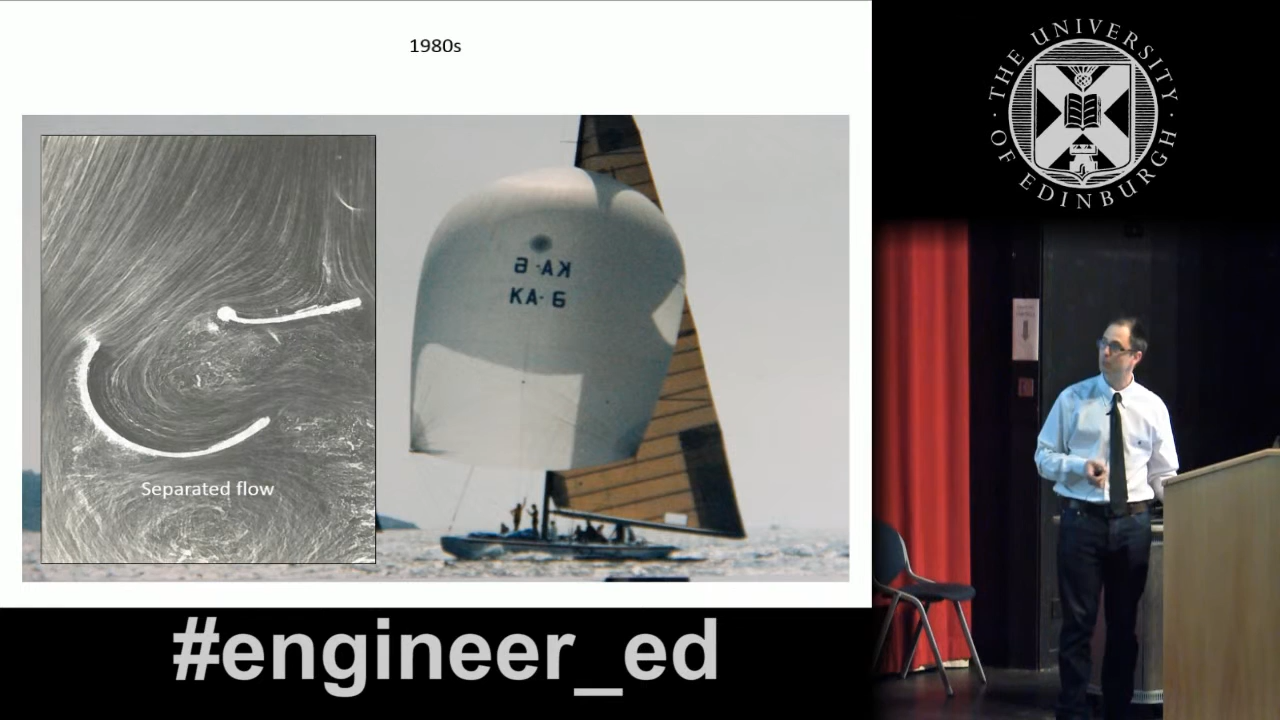 1980s
KA-6
KA-6
Separated flow
#engineer_ed
THE UNIVERSITY
OF EDINBURGH